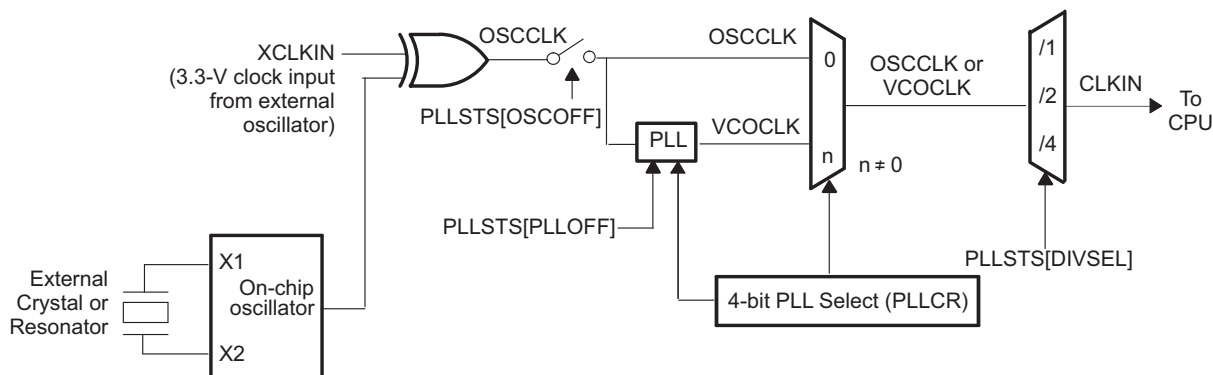 XCLKIN
(3.3-V clock input
from external
oscillator)
OSCCLK
PLLSTS[OSCOFF]
OSCCLK
PLL
VCOCLK
0
n
n ≠ 0
OSCCLK or
VCOCLK
/1
/2
/4
CLKIN
To
CPU
PLLSTS[PLLOFF]
PLLSTS[DIVSEL]
4-bit PLL Select (PLLCR)
External
Crystal or
Resonator
X1
On-chip
oscillator
X2